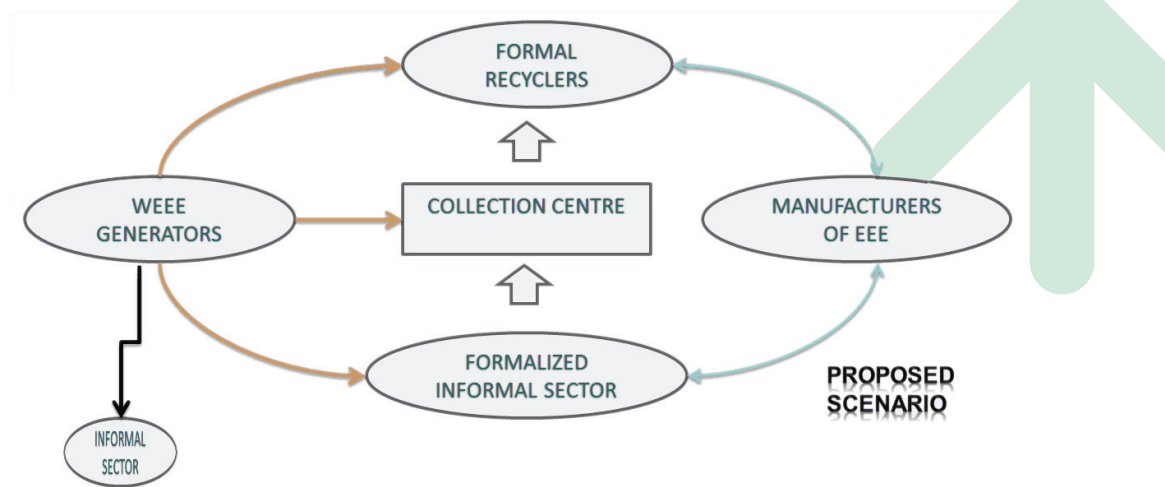 FORMAL
RECYCLERS
WEEE
GENERATORS
COLLECTION CENTRE
MANUFACTURERS
OF EEE
FORMALIZED
INFORMAL SECTOR
PROPOSED
SCENARIO
INFORMAL
SECTOR